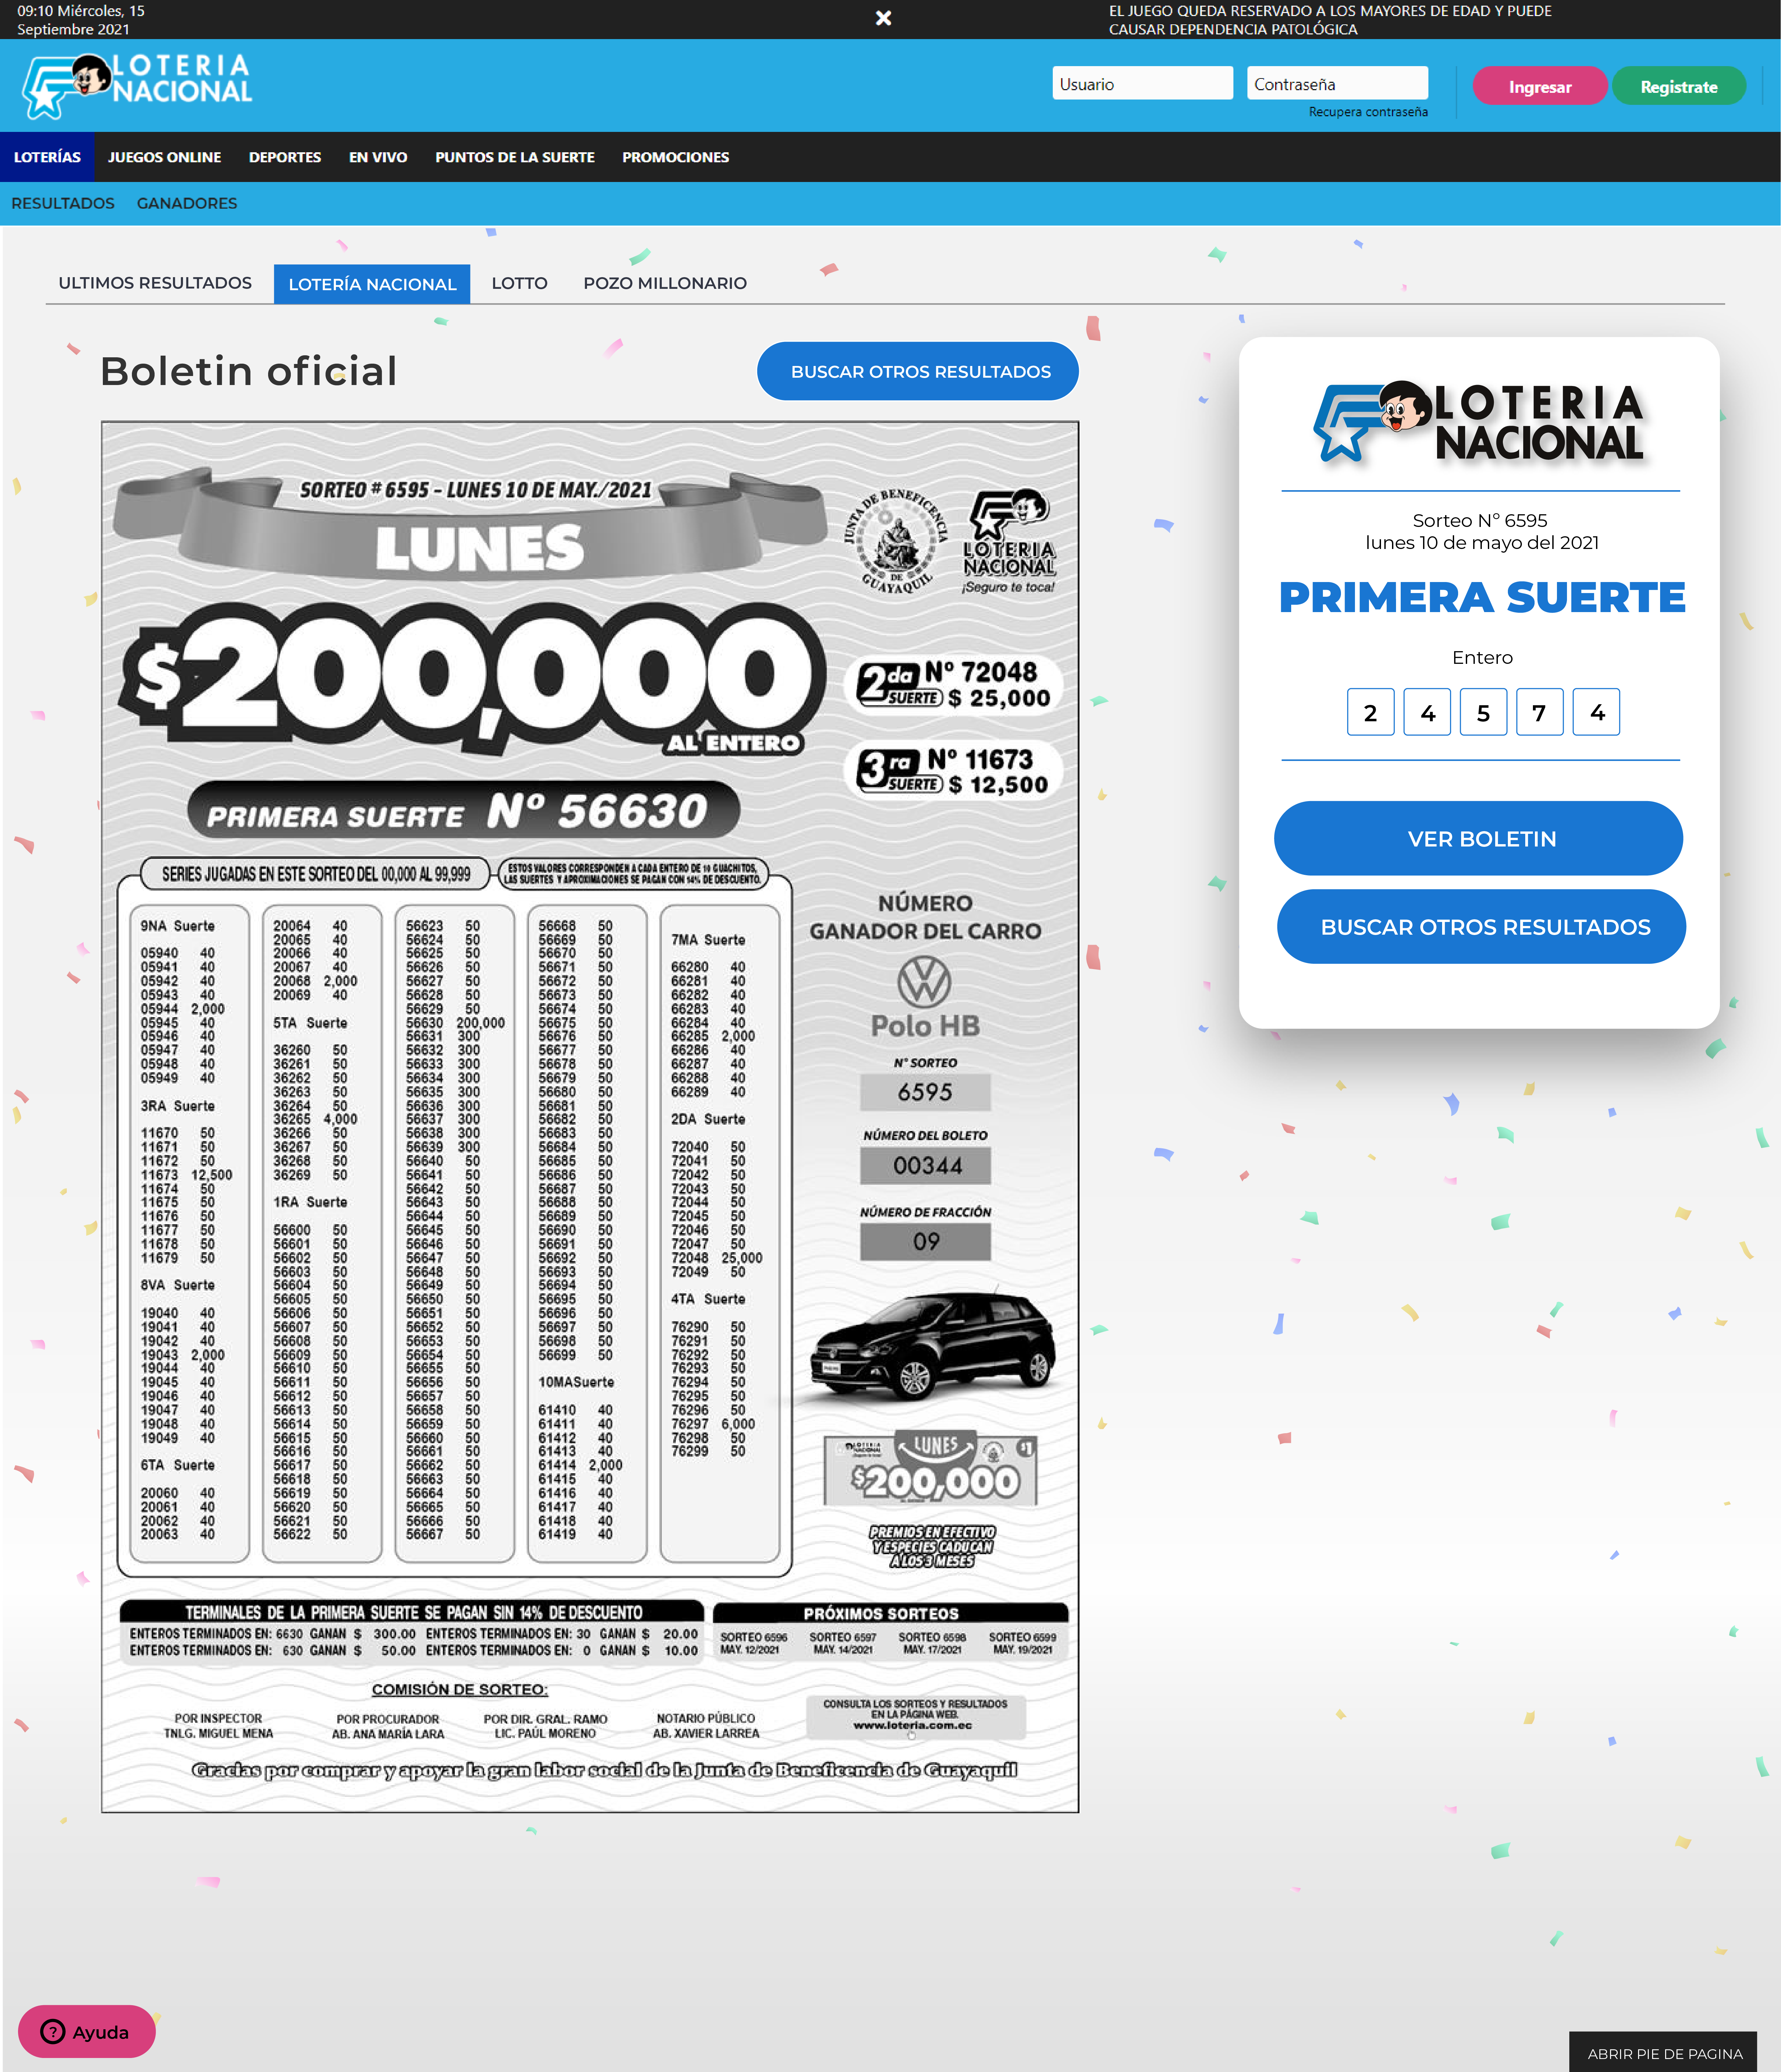 09:10 Miércoles, 15
Septiembre 2021
EL JUEGO QUEDA RESERVADO A LOS MAYORES DE EDAD Y PUEDE
CAUSAR DEPENDENCIA PATOLÓGICA
LOTERIA
NACIONAL
Usuario
Contraseña
Recupera contraseña
Ingresar
Registrate
LOTERÍAS JUEGOS ONLINE DEPORTES EN VIVO PUNTOS DE LA SUERTE PROMOCIONES
RESULTADOS GANADORES
ULTIMOS RESULTADOS LOTERÍA NACIONAL LOTTO POZO MILLONARIO
Boletin oficial
BUSCAR OTROS RESULTADOS
SORTEO # 6595 - LUNES 10 DE MAY./2021
LUNES
JUNTA DE BENEFICENCIA
DE
GUAYAQUIL
LOTERIA
NACIONAL
¡Seguro te toca!
$200,000
AL ENTERO
2da SUERTE Nº 72048
$ 25,000
3ra SUERTE Nº 11673
$ 12,500
PRIMERA SUERTE Nº 56630
SERIES JUGADAS EN ESTE SORTEO DEL 00,000 AL 99,999
ESTOS VALORES CORRESPONDEN A CADA ENTERO DE 10 GUACHITOS,
LAS SUERTES Y APROXIMACIONES SE PAGAN CON 14% DE DESCUENTO.
9NA Suerte
05940 40
05941 40
05942 40
05943 40
05944 2,000
05945 40
05946 40
05947 40
05948 40
05949 40
3RA Suerte
11670 50
11671 50
11672 50
11673 12,500
11674 50
11675 50
11676 50
11677 50
11678 50
11679 50
8VA Suerte
19040 40
19041 40
19042 40
19043 2,000
19044 40
19045 40
19046 40
19047 40
19048 40
19049 40
6TA Suerte
20060 40
20061 40
20062 40
20063 40
20064 40
20065 40
20066 40
20067 40
20068 2,000
20069 40
5TA Suerte
36260 50
36261 50
36262 50
36263 50
36264 50
36265 4,000
36266 50
36267 50
36268 50
36269 50
1RA Suerte
56600 50
56601 50
56602 50
56603 50
56604 50
56605 50
56606 50
56607 50
56608 50
56609 50
56610 50
56611 50
56612 50
56613 50
56614 50
56615 50
56616 50
56617 50
56618 50
56619 50
56620 50
56621 50
56622 50
56623 50
56624 50
56625 50
56626 50
56627 50
56628 50
56629 50
56630 200,000
56631 300
56632 300
56633 300
56634 300
56635 300
56636 300
56637 300
56638 300
56639 300
56640 50
56641 50
56642 50
56643 50
56644 50
56645 50
56646 50
56647 50
56648 50
56649 50
56650 50
56651 50
56652 50
56653 50
56654 50
56655 50
56656 50
56657 50
56658 50
56659 50
56660 50
56661 50
56662 50
56663 50
56664 50
56665 50
56666 50
56667 50
56668 50
56669 50
56670 50
56671 50
56672 50
56673 50
56674 50
56675 50
56676 50
56677 50
56678 50
56679 50
56680 50
56681 50
56682 50
56683 50
56684 50
56685 50
56686 50
56687 50
56688 50
56689 50
56690 50
56691 50
56692 50
56693 50
56694 50
56695 50
56696 50
56697 50
56698 50
56699 50
10MASuerte
61410 40
61411 40
61412 40
61413 40
61414 2,000
61415 40
61416 40
61417 40
61418 40
61419 40
7MA Suerte
66280 40
66281 40
66282 40
66283 40
66284 40
66285 2,000
66286 40
66287 40
66288 40
66289 40
2DA Suerte
72040 50
72041 50
72042 50
72043 50
72044 50
72045 50
72046 50
72047 50
72048 25,000
72049 50
4TA Suerte
76290 50
76291 50
76292 50
76293 50
76294 50
76295 50
76296 50
76297 6,000
76298 50
76299 50
NÚMERO
GANADOR DEL CARRO
Polo HB
N° SORTEO
6595
NÚMERO DEL BOLETO
00344
NÚMERO DE FRACCIÓN
09
LOTERIA
NACIONAL
LUNES
$1
$200,000
PREMIOS EN EFECTIVO
Y ESPECIES CADUCAN
A LOS 3 MESES
TERMINALES DE LA PRIMERA SUERTE SE PAGAN SIN 14% DE DESCUENTO
ENTEROS TERMINADOS EN: 6630 GANAN $ 300.00 ENTEROS TERMINADOS EN: 30 GANAN $ 20.00
ENTEROS TERMINADOS EN: 630 GANAN $ 50.00 ENTEROS TERMINADOS EN: 0 GANAN $ 10.00
PRÓXIMOS SORTEOS
SORTEO 6596 SORTEO 6597 SORTEO 6598 SORTEO 6599
MAY. 12/2021 MAY. 14/2021 MAY. 17/2021 MAY. 19/2021
COMISIÓN DE SORTEO:
POR INSPECTOR
TNLG. MIGUEL MENA
POR PROCURADOR
AB. ANA MARÍA LARA
POR DIR. GRAL. RAMO
LIC. PAÚL MORENO
NOTARIO PÚBLICO
AB. XAVIER LARREA
CONSULTA LOS SORTEOS Y RESULTADOS
EN LA PÁGINA WEB.
www.loteria.com.ec
Gracias por comprar y apoyar la gran labor social de la Junta de Beneficencia de Guayaquil
LOTERIA
NACIONAL
Sorteo Nº 6595
lunes 10 de mayo del 2021
PRIMERA SUERTE
Entero
2 4 5 7 4
VER BOLETIN
BUSCAR OTROS RESULTADOS
? Ayuda
ABRIR PIE DE PAGINA